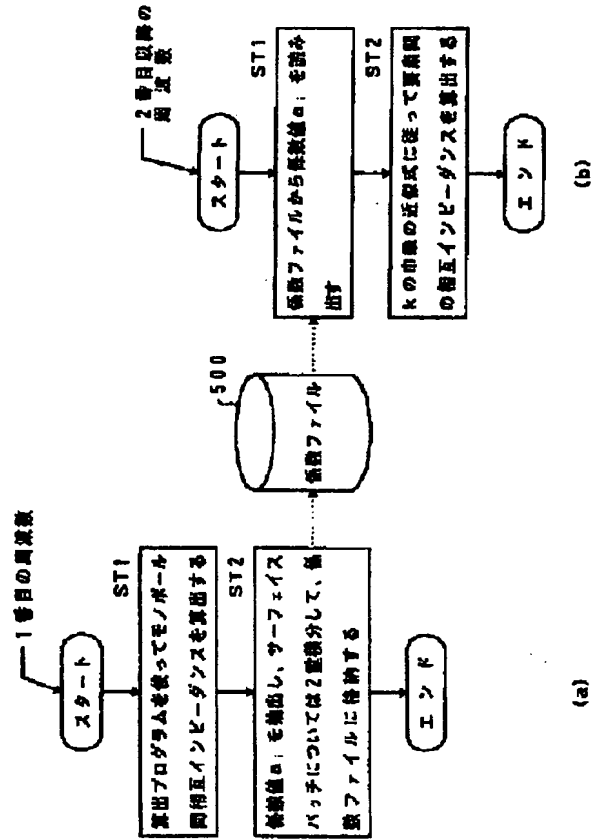 1番目の周波数
スタート
ST1
算出プログラムを使ってモノポール
間相互インピーダンスを算出する
ST2
係数値αiを抽出し、サーフェイス
パッチについては2重積分して、係
数ファイルに格納する
エンド
(a)
500
係数ファイル
2番目以降の
周波数
スタート
ST1
係数ファイルから係数値αiを読み
出す
ST2
kの巾級の近似式に従って要素間
の相互インピーダンスを算出する
エンド
(b)